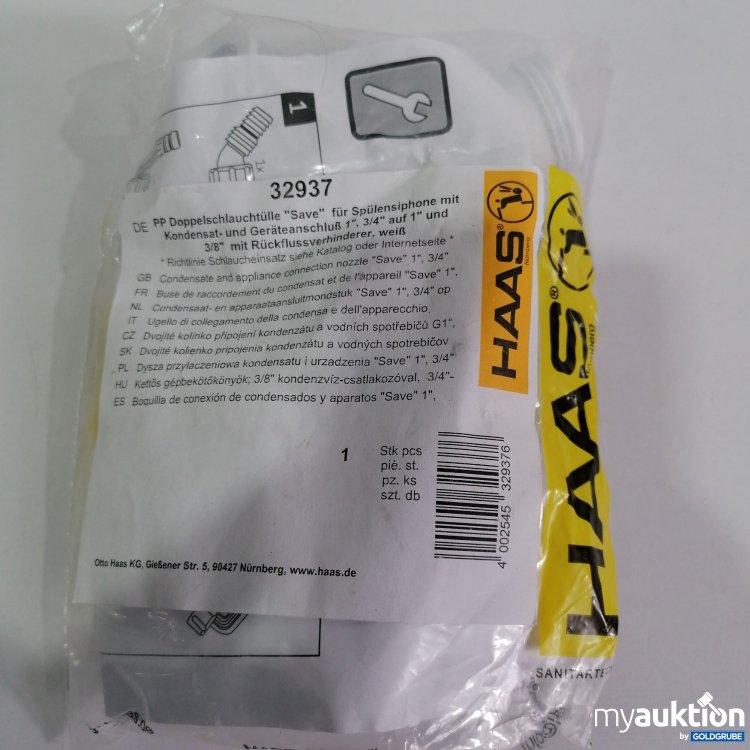 1
1x
32937
DE PP Doppelschlauchtülle "Save" für Spülensiphone mit
Kondensat- und Geräteanschluß 1", 3/4" auf 1" und
3/8" mit Rückflussverhinderer, weiß
* Richtlinie Schlaucheinsatz siehe Katalog oder Internetseite *
GB Condensate and appliance connection nozzle "Save" 1", 3/4"
FR Buse de raccordement du condensat et de l'appareil "Save" 1",
NL Condensaat- en apparaataansluitmondstuk "Save" 1", 3/4" op
IT Ugello di collegamento della condensa e dell'apparecchio,
CZ Dvojité kolínko připojení kondenzátu a vodních spotřebičů G1",
SK Dvojité kolienko pripojenia kondenzátu a vodných spotrebičov
PL Dysza przylaczeniowa kondensatu i urzadzenia "Save" 1", 3/4"
HU Kettős gépbekötőkönyök; 3/8" kondenzvíz-csatlakozóval, 3/4"-
ES Boquilla de conexión de condensados y aparatos "Save" 1",
1
Stk pcs
piè. st.
pz. ks
szt. db
4 002545 329376
Otto Haas KG, Gießener Str. 5, 90427 Nürnberg, www.haas.de
HAAS®
Nürnberg
HAAS®
SANITÄRTEC
myauktion
by GOLDGRUBE